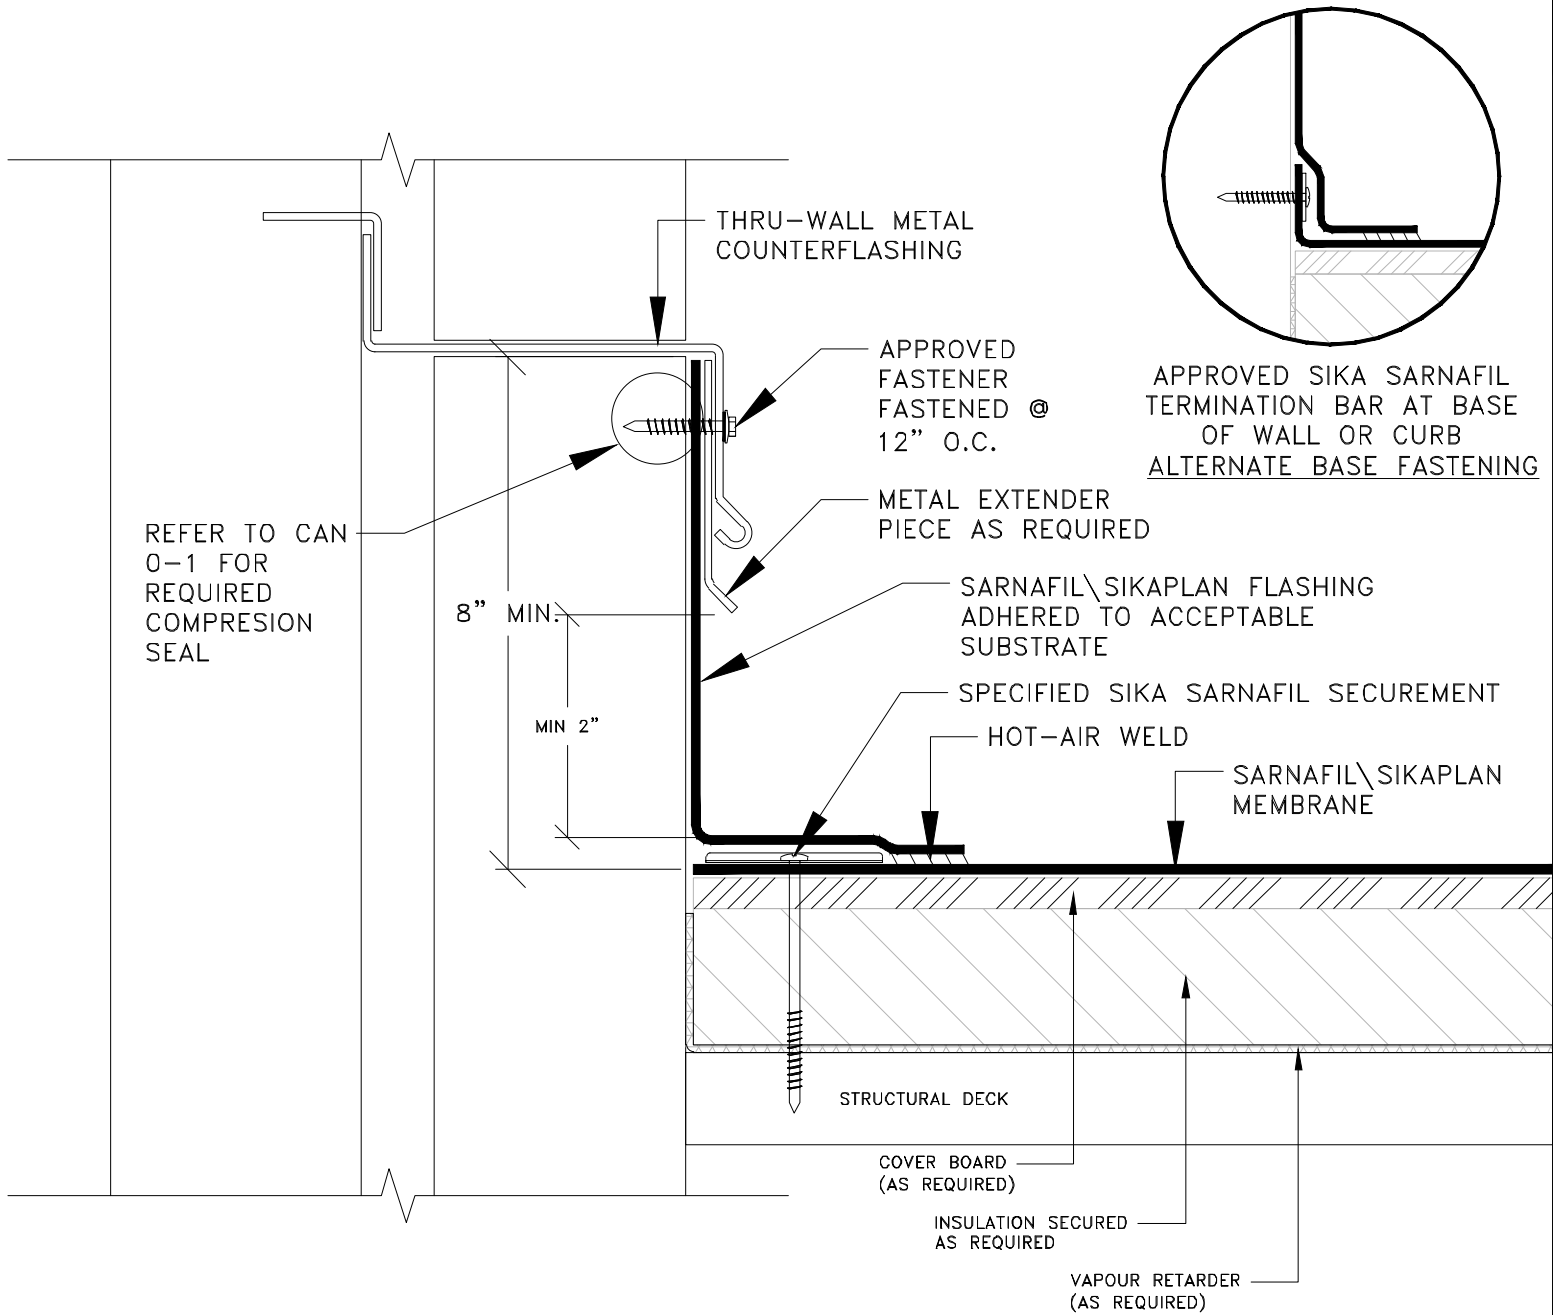 THRU-WALL METAL
COUNTERFLASHING
APPROVED
FASTENER
FASTENED @
12” O.C.
APPROVED SIKA SARNAFIL
TERMINATION BAR AT BASE
OF WALL OR CURB
ALTERNATE BASE FASTENING
METAL EXTENDER
PIECE AS REQUIRED
REFER TO CAN
0-1 FOR
REQUIRED
COMPRESION
SEAL
8” MIN.
SARNAFIL\SIKAPLAN FLASHING
ADHERED TO ACCEPTABLE
SUBSTRATE
MIN 2”
SPECIFIED SIKA SARNAFIL SECUREMENT
HOT-AIR WELD
SARNAFIL\SIKAPLAN
MEMBRANE
STRUCTURAL DECK
COVER BOARD
(AS REQUIRED)
INSULATION SECURED
AS REQUIRED
VAPOUR RETARDER
(AS REQUIRED)